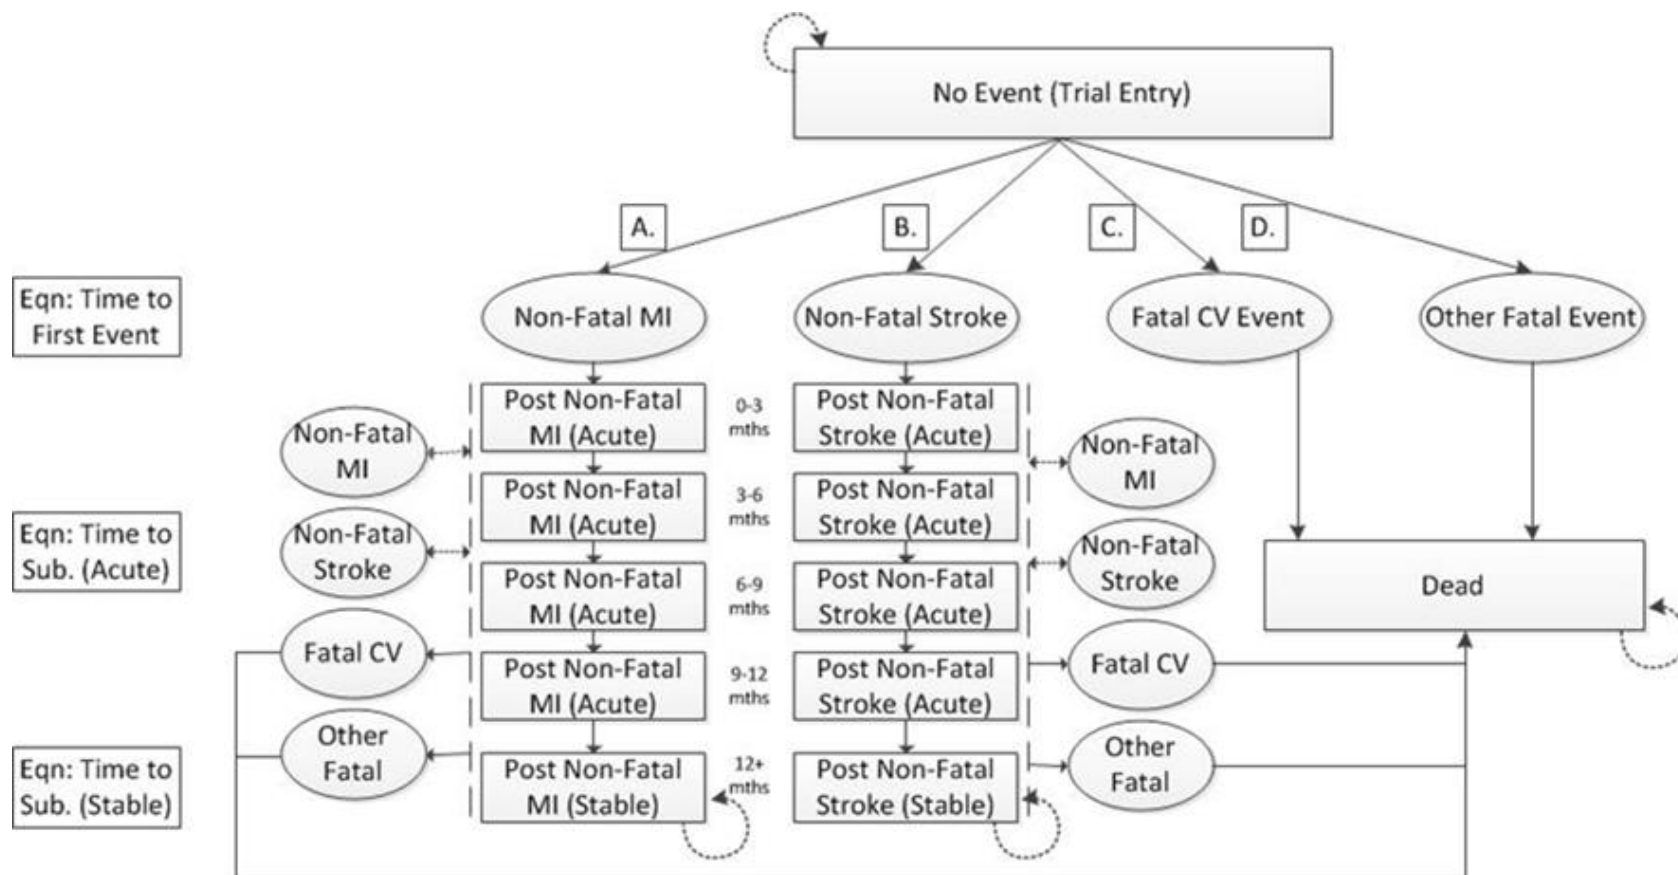 No Event (Trial Entry)
A.
B.
C.
D.
Eqn: Time to
First Event
Non-Fatal MI
Non-Fatal Stroke
Fatal CV Event
Other Fatal Event
Post Non-Fatal
MI (Acute)
0-3
mths
Post Non-Fatal
Stroke (Acute)
Non-Fatal
MI
Non-Fatal
MI
Post Non-Fatal
MI (Acute)
3-6
mths
Post Non-Fatal
Stroke (Acute)
Eqn: Time to
Sub. (Acute)
Non-Fatal
Stroke
Non-Fatal
Stroke
Post Non-Fatal
MI (Acute)
6-9
mths
Post Non-Fatal
Stroke (Acute)
Dead
Fatal CV
Post Non-Fatal
MI (Acute)
9-12
mths
Post Non-Fatal
Stroke (Acute)
Fatal CV
Other
Fatal
Other
Fatal
Eqn: Time to
Sub. (Stable)
Post Non-Fatal
MI (Stable)
12+
mths
Post Non-Fatal
Stroke (Stable)